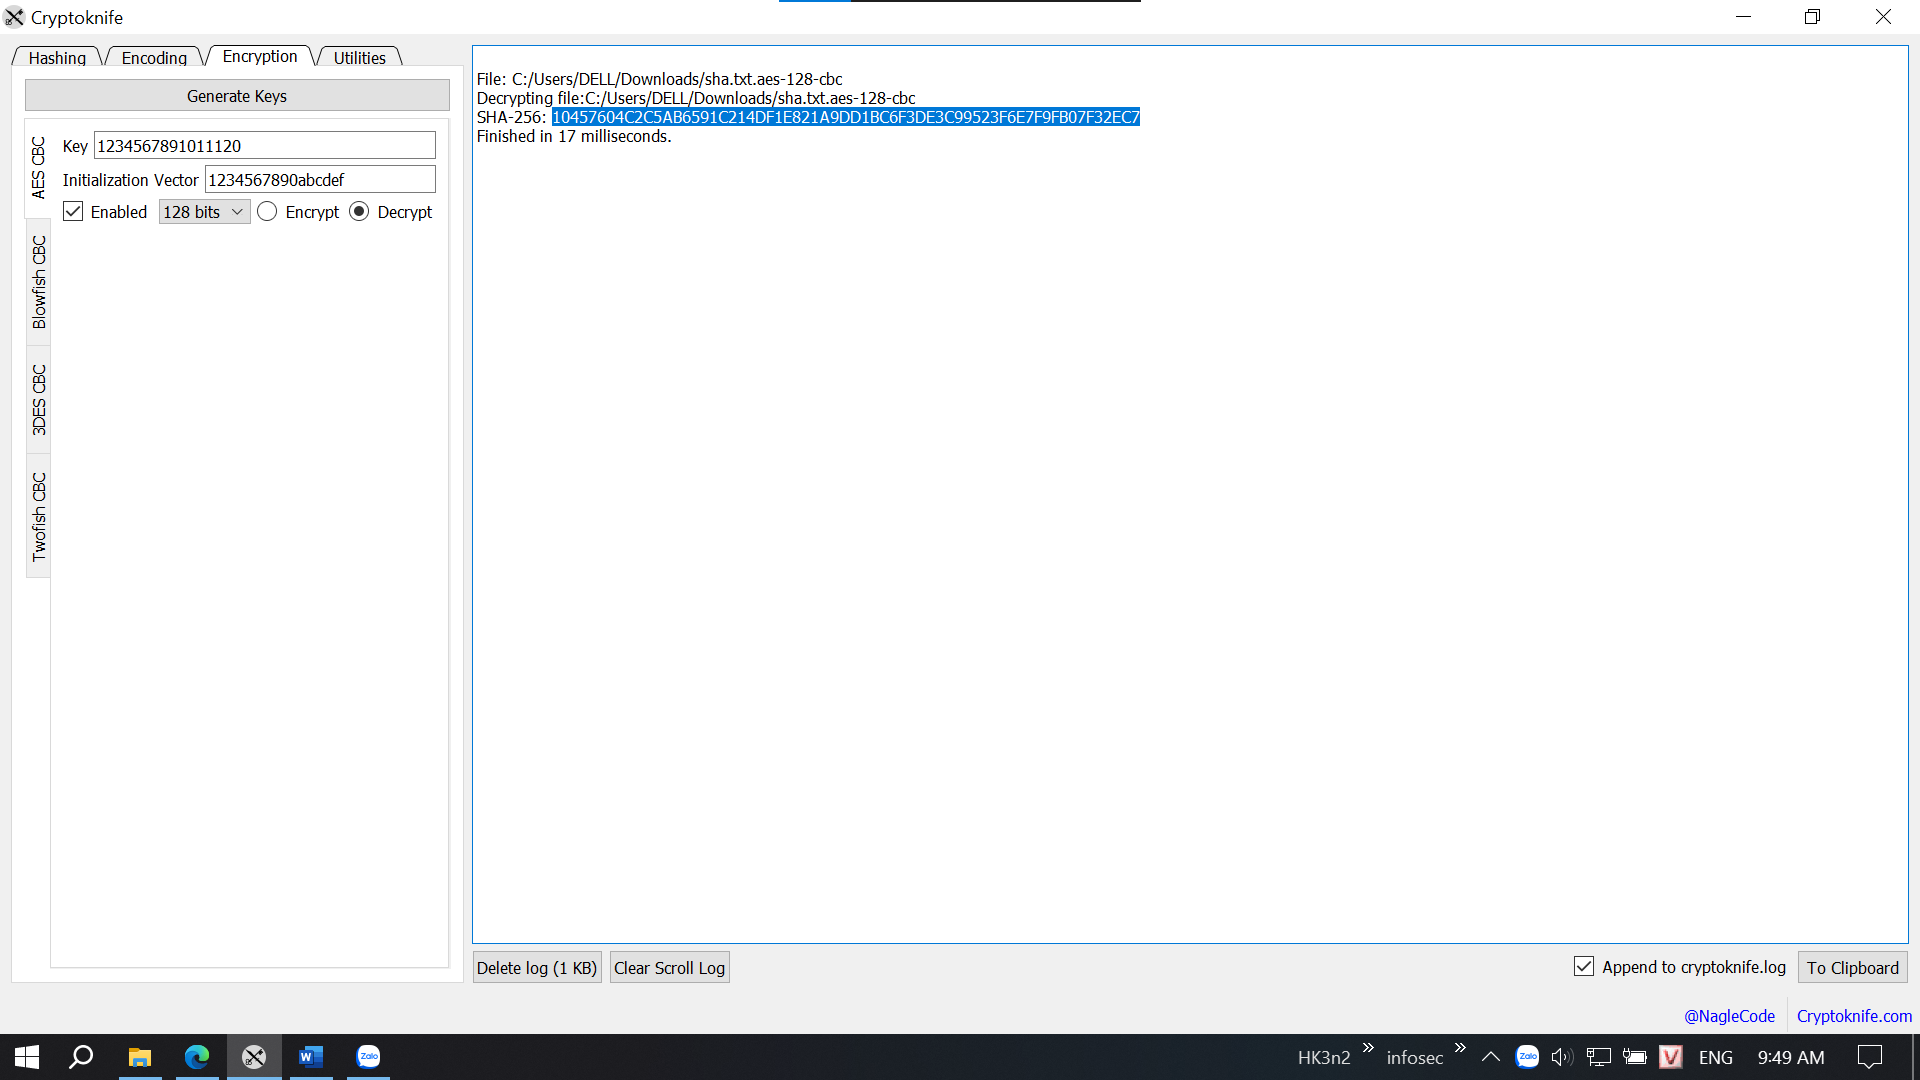 Cryptoknife
Hashing
Encoding
Encryption
Utilities
Generate Keys
AES CBC
Blowfish CBC
3DES CBC
Twofish CBC
Key 1234567891011120
Initialization Vector 1234567890abcdef
Enabled 128 bits Encrypt Decrypt
File: C:/Users/DELL/Downloads/sha.txt.aes-128-cbc
Decrypting file:C:/Users/DELL/Downloads/sha.txt.aes-128-cbc
SHA-256: 10457604C2C5AB6591C214DF1E821A9DD1BC6F3DE3C99523F6E7F9FB07F32EC7
Finished in 17 milliseconds.
Delete log (1 KB) Clear Scroll Log
Append to cryptoknife.log To Clipboard
@NagleCode Cryptoknife.com
Zalo
HK3n2 » infosec » Zalo V ENG 9:49 AM